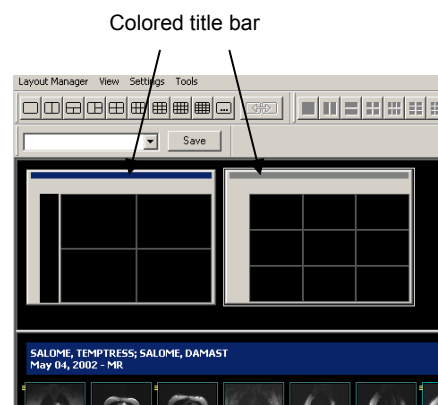 Colored title bar
Layout Manager View Settings Tools
...
Save
SALOME, TEMPTRESS; SALOME, DAMAST
May 04, 2002 - MR